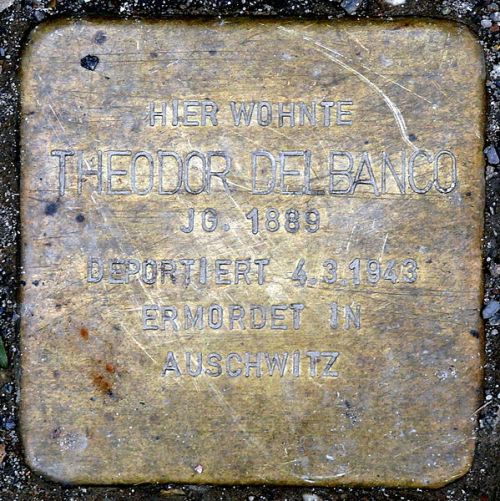 HIER WOHNTE
THEODOR DELBANCO
JG. 1889
DEPORTIERT 4.3.1943
ERMORDET IN
AUSCHWITZ